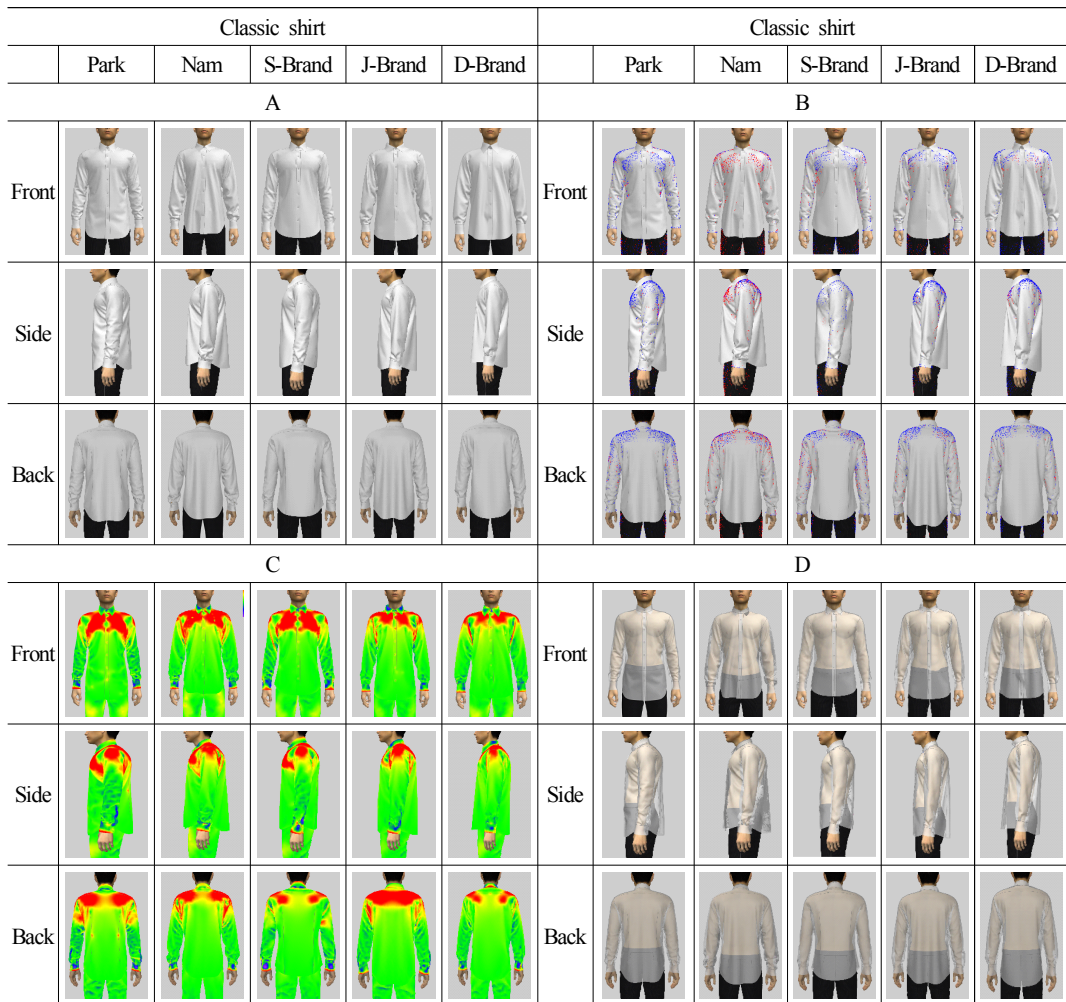 Classic shirt Classic shirt
Park Nam S-Brand J-Brand D-Brand Park Nam S-Brand J-Brand D-Brand
A B
Front Front
Side Side
Back Back
C D
Front Front
Side Side
Back Back